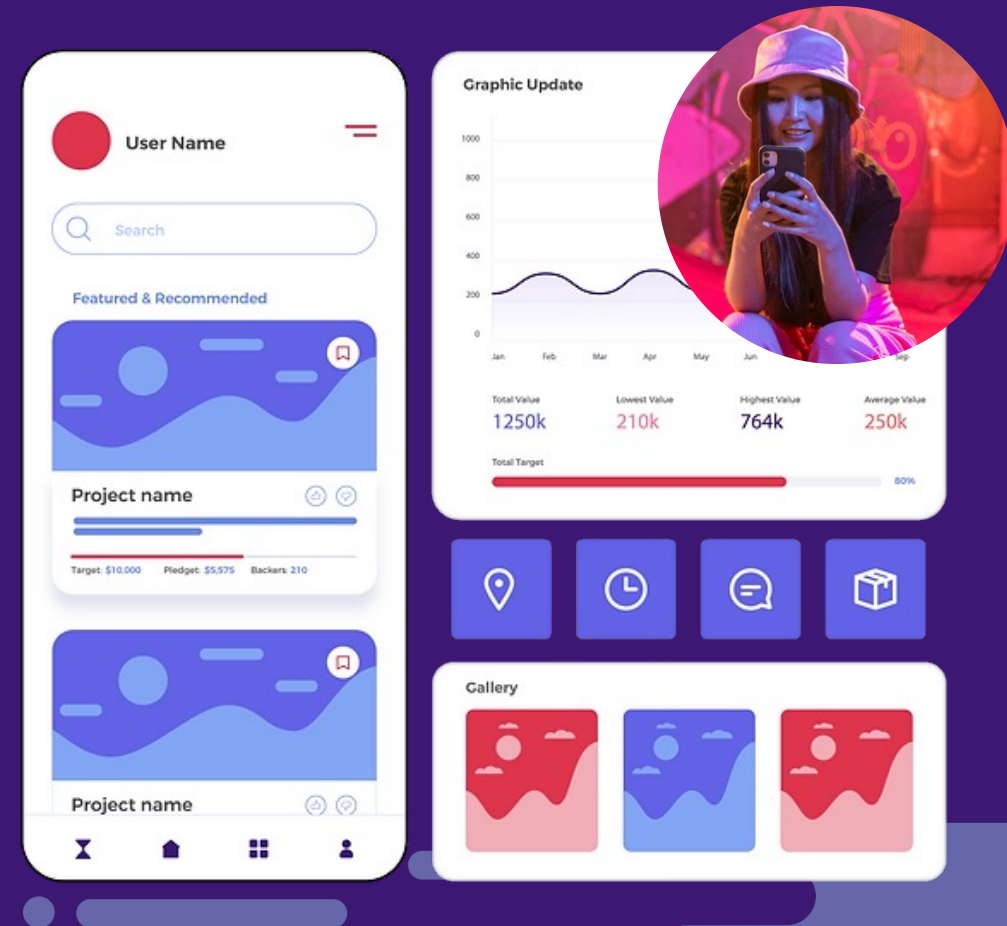 User Name
Search
Featured & Recommended
Project name
Target: $10,000 Pledget: $5,575 Backers: 210
Project name
Graphic Update
1000
800
600
400
200
0
Jan Feb Mar Apr May Jun Sep
Total Value Lowest Value Highest Value Average Value
1250k 210k 764k 250k
Total Target
80%
Gallery